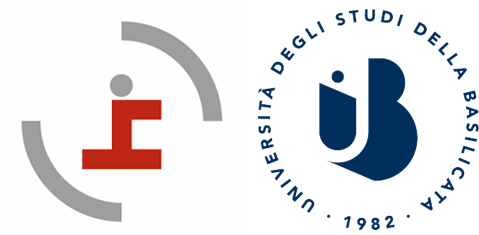 UNIVERSITÀ DEGLI STUDI DELLA BASILICATA
· 1982 ·